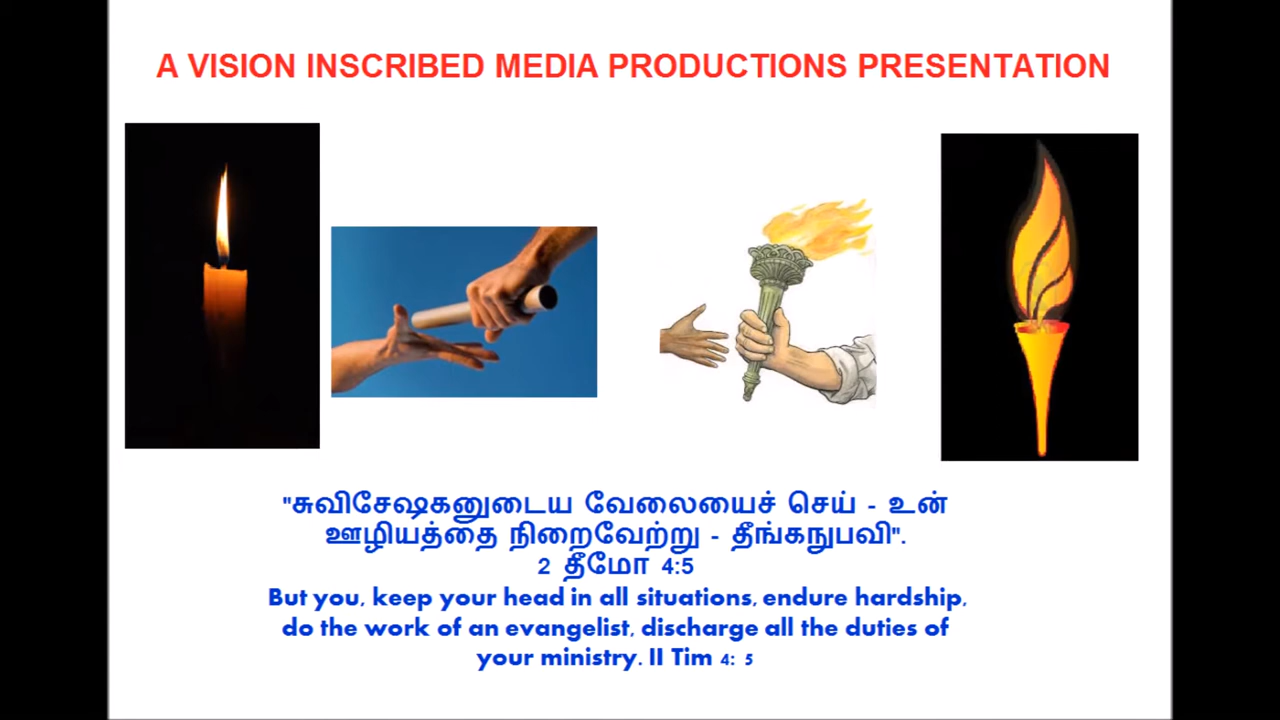 A VISION INSCRIBED MEDIA PRODUCTIONS PRESENTATION
"சுவிசேஷகனுடைய வேலையைச் செய் - உன்
ஊழியத்தை நிறைவேற்று - தீங்கநுபவி".
2 தீமோ 4:5
But you, keep your head in all situations, endure hardship,
do the work of an evangelist, discharge all the duties of
your ministry. II Tim 4: 5